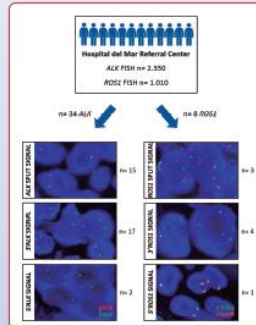 Hospital del Mar Referral Center
ALK FISH n= 2.550
ROS1 FISH n= 1.010
n= 34 ALK
n= 8 ROS1
ALK SPLIT SIGNAL
n= 15
ROS1 SPLIT SIGNAL
n= 3
3'ALK SIGNAL
n= 17
3'ROS1 SIGNAL
n= 4
5'ALK SIGNAL
n= 2
5'ROS1 SIGNAL
n= 1